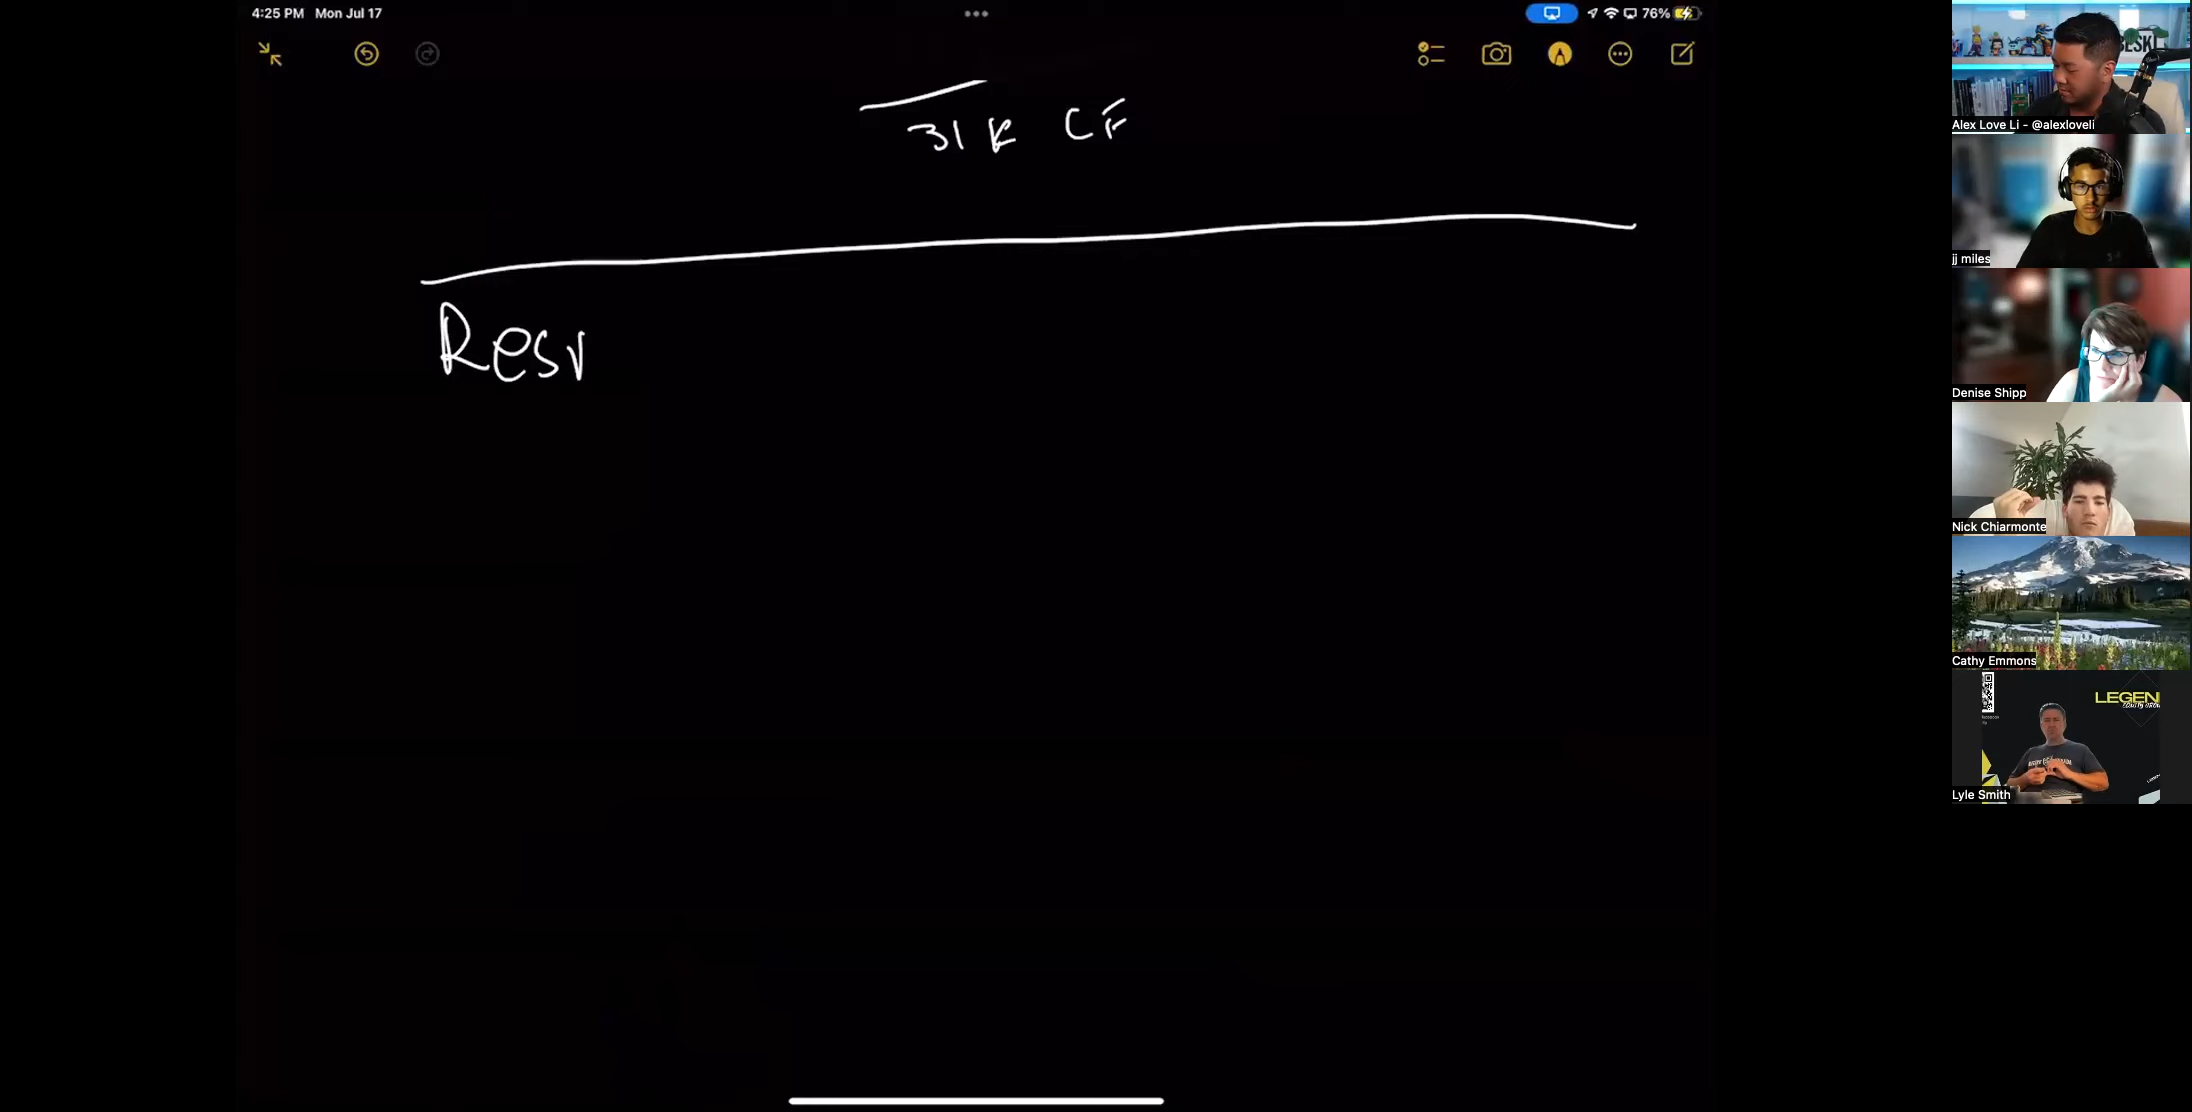 4:25 PM Mon Jul 17
76%
31 K CF
Resv
Alex Love Li - @alexloveli
jj miles
Denise Shipp
Nick Chiarmonte
Cathy Emmons
LEGEN
Lyle Smith